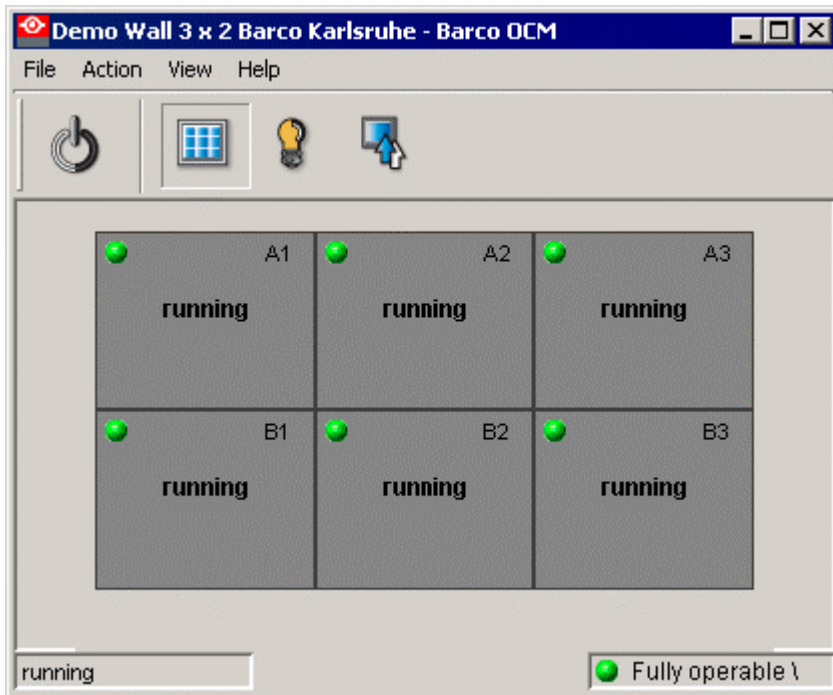 Demo Wall 3 x 2 Barco Karlsruhe - Barco OCM
File Action View Help
A1 A2 A3
running running running
B1 B2 B3
running running running
running Fully operable \